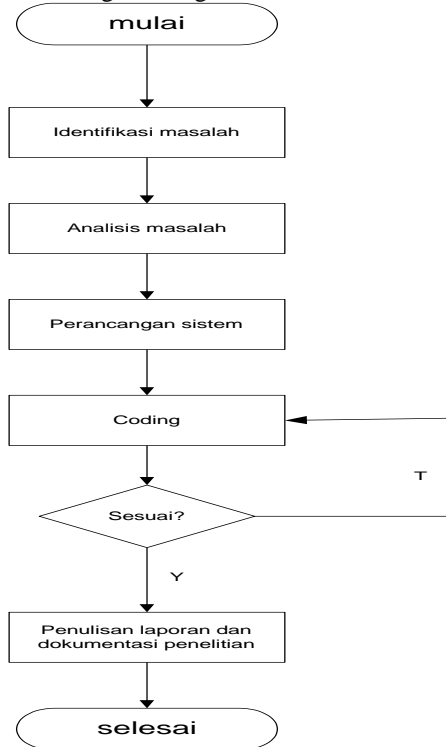 mulai
Identifikasi masalah
Analisis masalah
Perancangan sistem
Coding
T
Sesuai?
Y
Penulisan laporan dan
dokumentasi penelitian
selesai